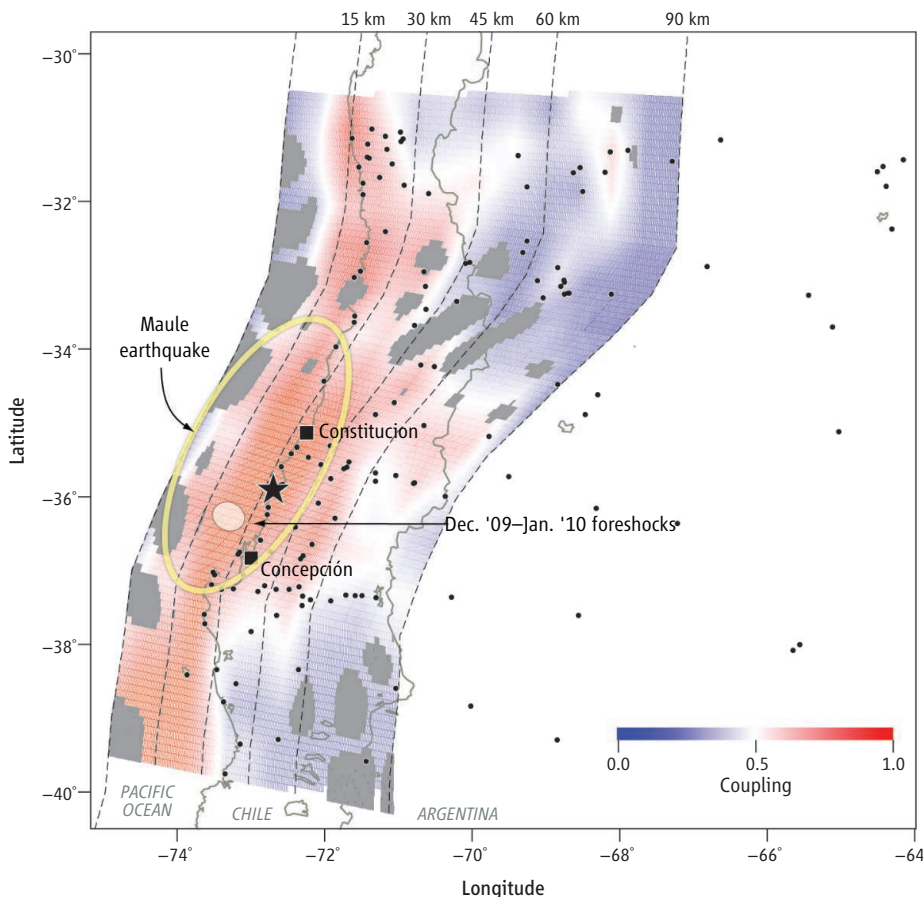 15 km 30 km 45 km 60 km 90 km
−30°
−32°
−34°
−36°
−38°
−40°
Latitude
Maule
earthquake
Constitucion
Dec. '09–Jan. '10 foreshocks
Concepción
0.0 0.5 1.0
Coupling
PACIFIC
OCEAN
CHILE
ARGENTINA
−74 −72 −70 −68 −66 −64
Longitude